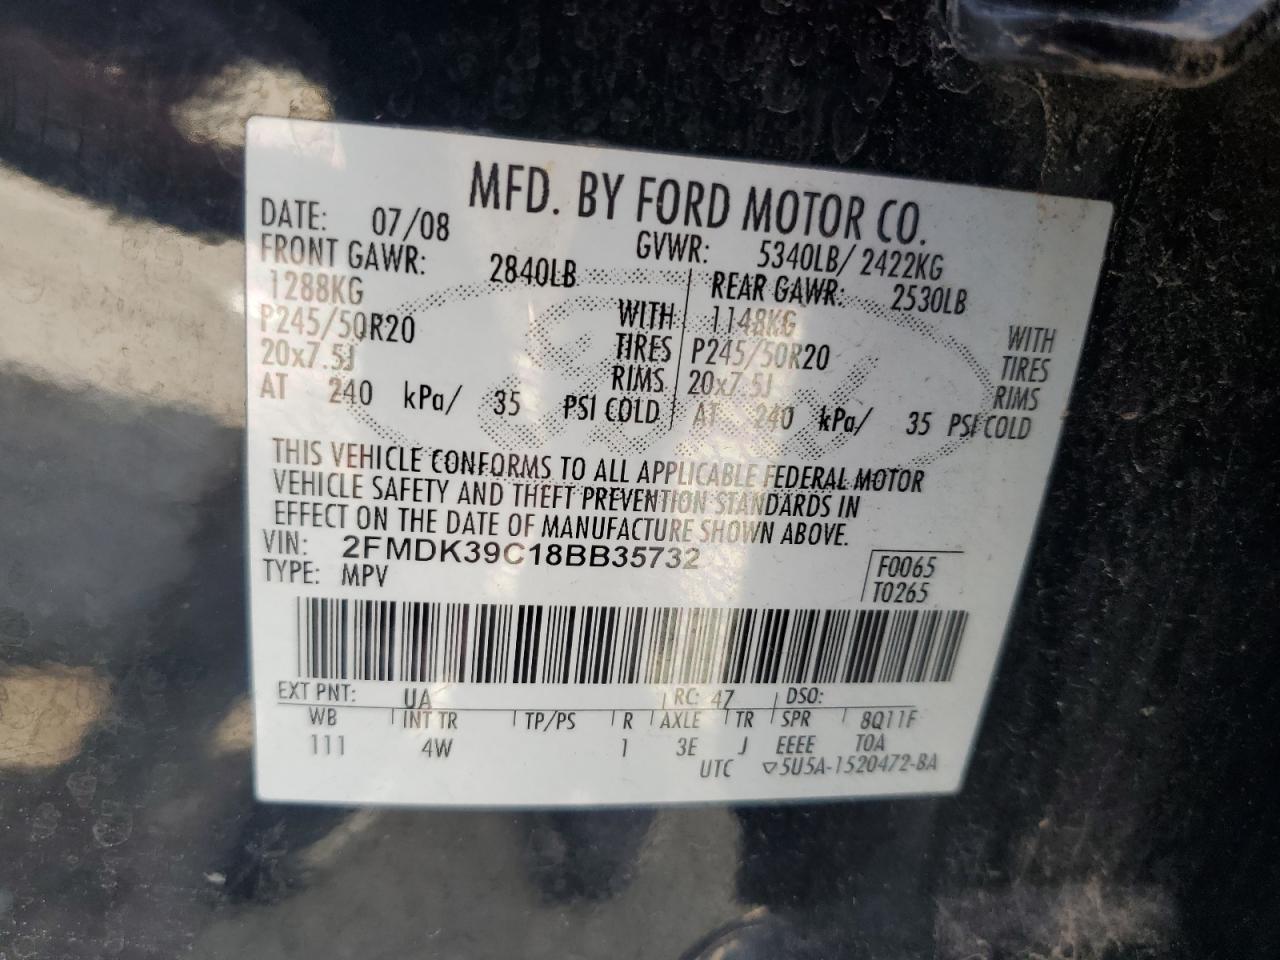 MFD. BY FORD MOTOR CO.
DATE: 07/08 GVWR: 5340LB/ 2422KG
FRONT GAWR: 2840LB REAR GAWR: 2530LB
1288KG WITH 1148KG WITH
P245/50R20 TIRES P245/50R20 TIRES
20x7.5J RIMS 20x7.5J RIMS
AT 240 kPa/ 35 PSI COLD AT 240 kPa/ 35 PSI COLD
THIS VEHICLE CONFORMS TO ALL APPLICABLE FEDERAL MOTOR
VEHICLE SAFETY AND THEFT PREVENTION STANDARDS IN
EFFECT ON THE DATE OF MANUFACTURE SHOWN ABOVE.
VIN: 2FMDK39C18BB35732 F0065
TYPE: MPV T0265
EXT PNT: UA RC: 47 DSO:
WB INT TR TP/PS R AXLE TR SPR 8Q11F
111 4W 1 3E J EEEE T0A
UTC ▽5U5A-1520472-BA